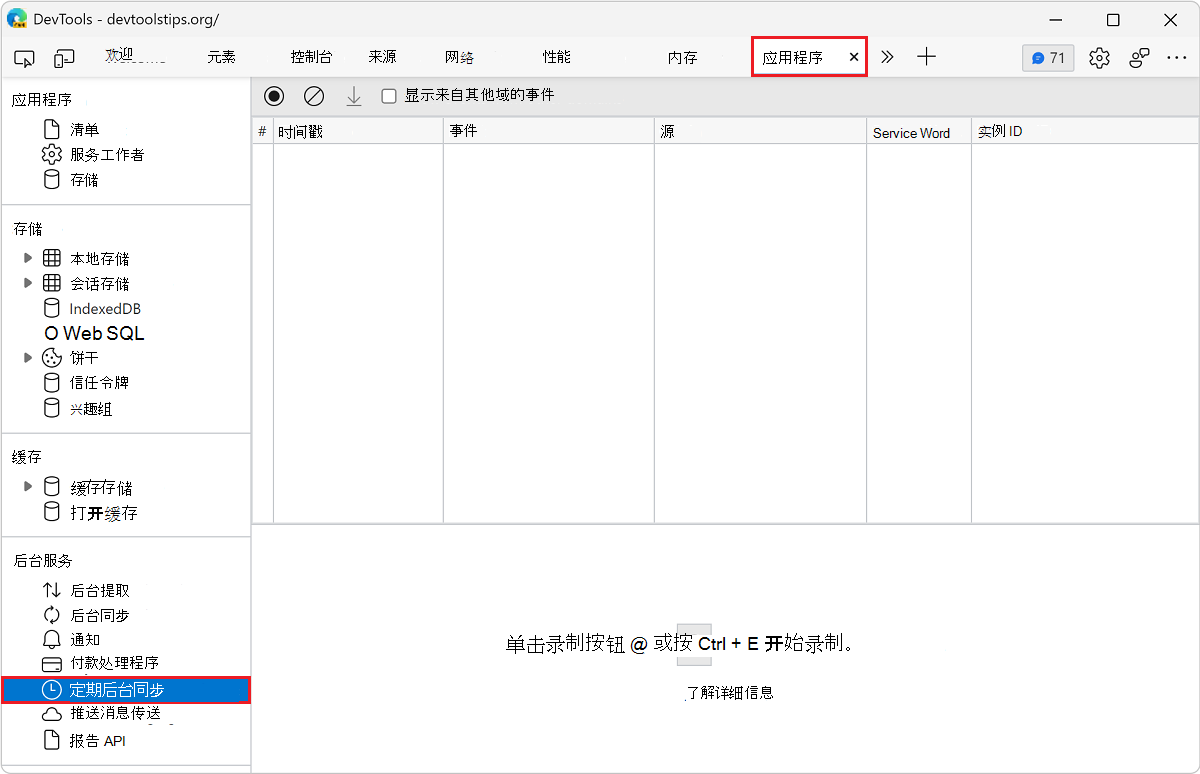 DevTools - devtoolstips.org/
欢迎 元素 控制台 来源 网络 性能 内存 应用程序 71
应用程序
清单
服务工作者
存储
存储
本地存储
会话存储
IndexedDB
O Web SQL
饼干
信任令牌
兴趣组
缓存
缓存存储
打开缓存
后台服务
后台提取
后台同步
通知
付款处理程序
定期后台同步
推送消息传送
报告 API
显示来自其他域的事件
# 时间戳 事件 源 Service Word 实例 ID
单击录制按钮 @ 或按 Ctrl + E 开始录制。
了解详细信息